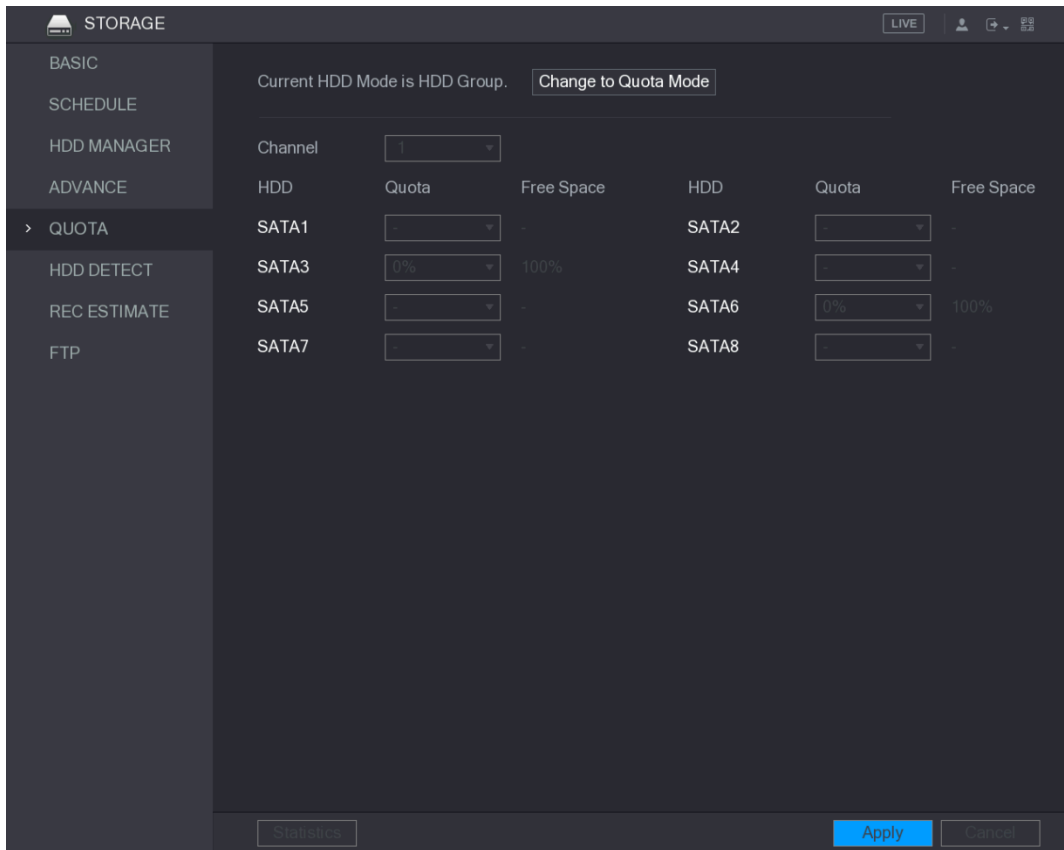 STORAGE LIVE
BASIC
SCHEDULE
HDD MANAGER
ADVANCE
> QUOTA
HDD DETECT
REC ESTIMATE
FTP
Current HDD Mode is HDD Group. Change to Quota Mode
Channel 1
HDD Quota Free Space HDD Quota Free Space
SATA1 - - SATA2 - -
SATA3 0% 100% SATA4 - -
SATA5 - - SATA6 0% 100%
SATA7 - - SATA8 - -
Statistics Apply Cancel